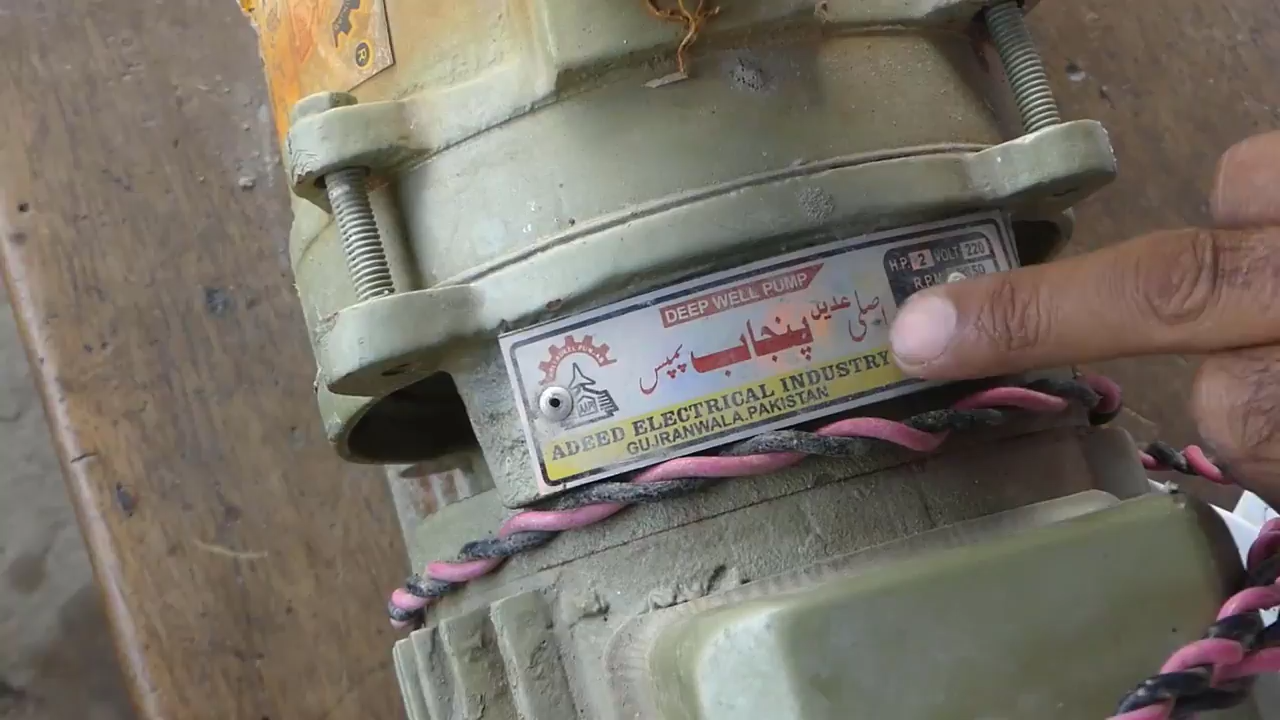 DEEP WELL PUMP
H.P. 2 VOLT 220
اصلی عدیل
پنجاب پمپس
ADEED ELECTRICAL INDUSTRY
GUJRANWALA.PAKISTAN
R